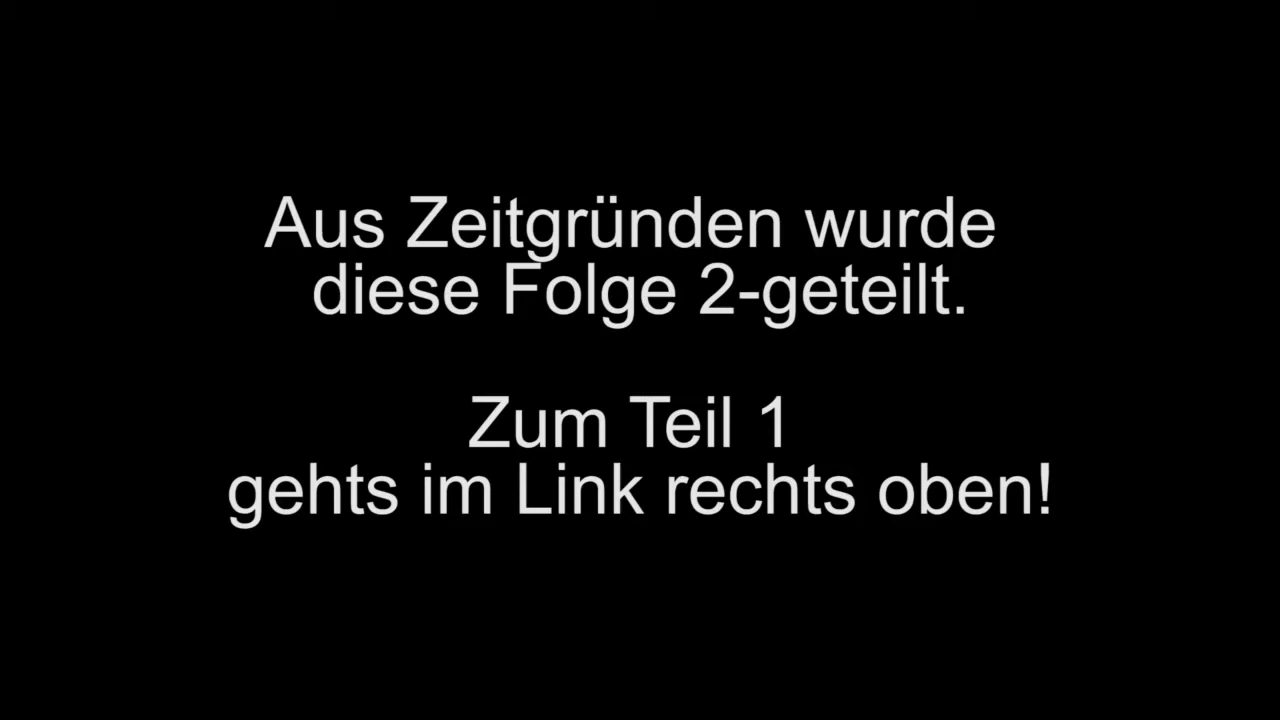 Aus Zeitgründen wurde
diese Folge 2-geteilt.
Zum Teil 1
gehts im Link rechts oben!